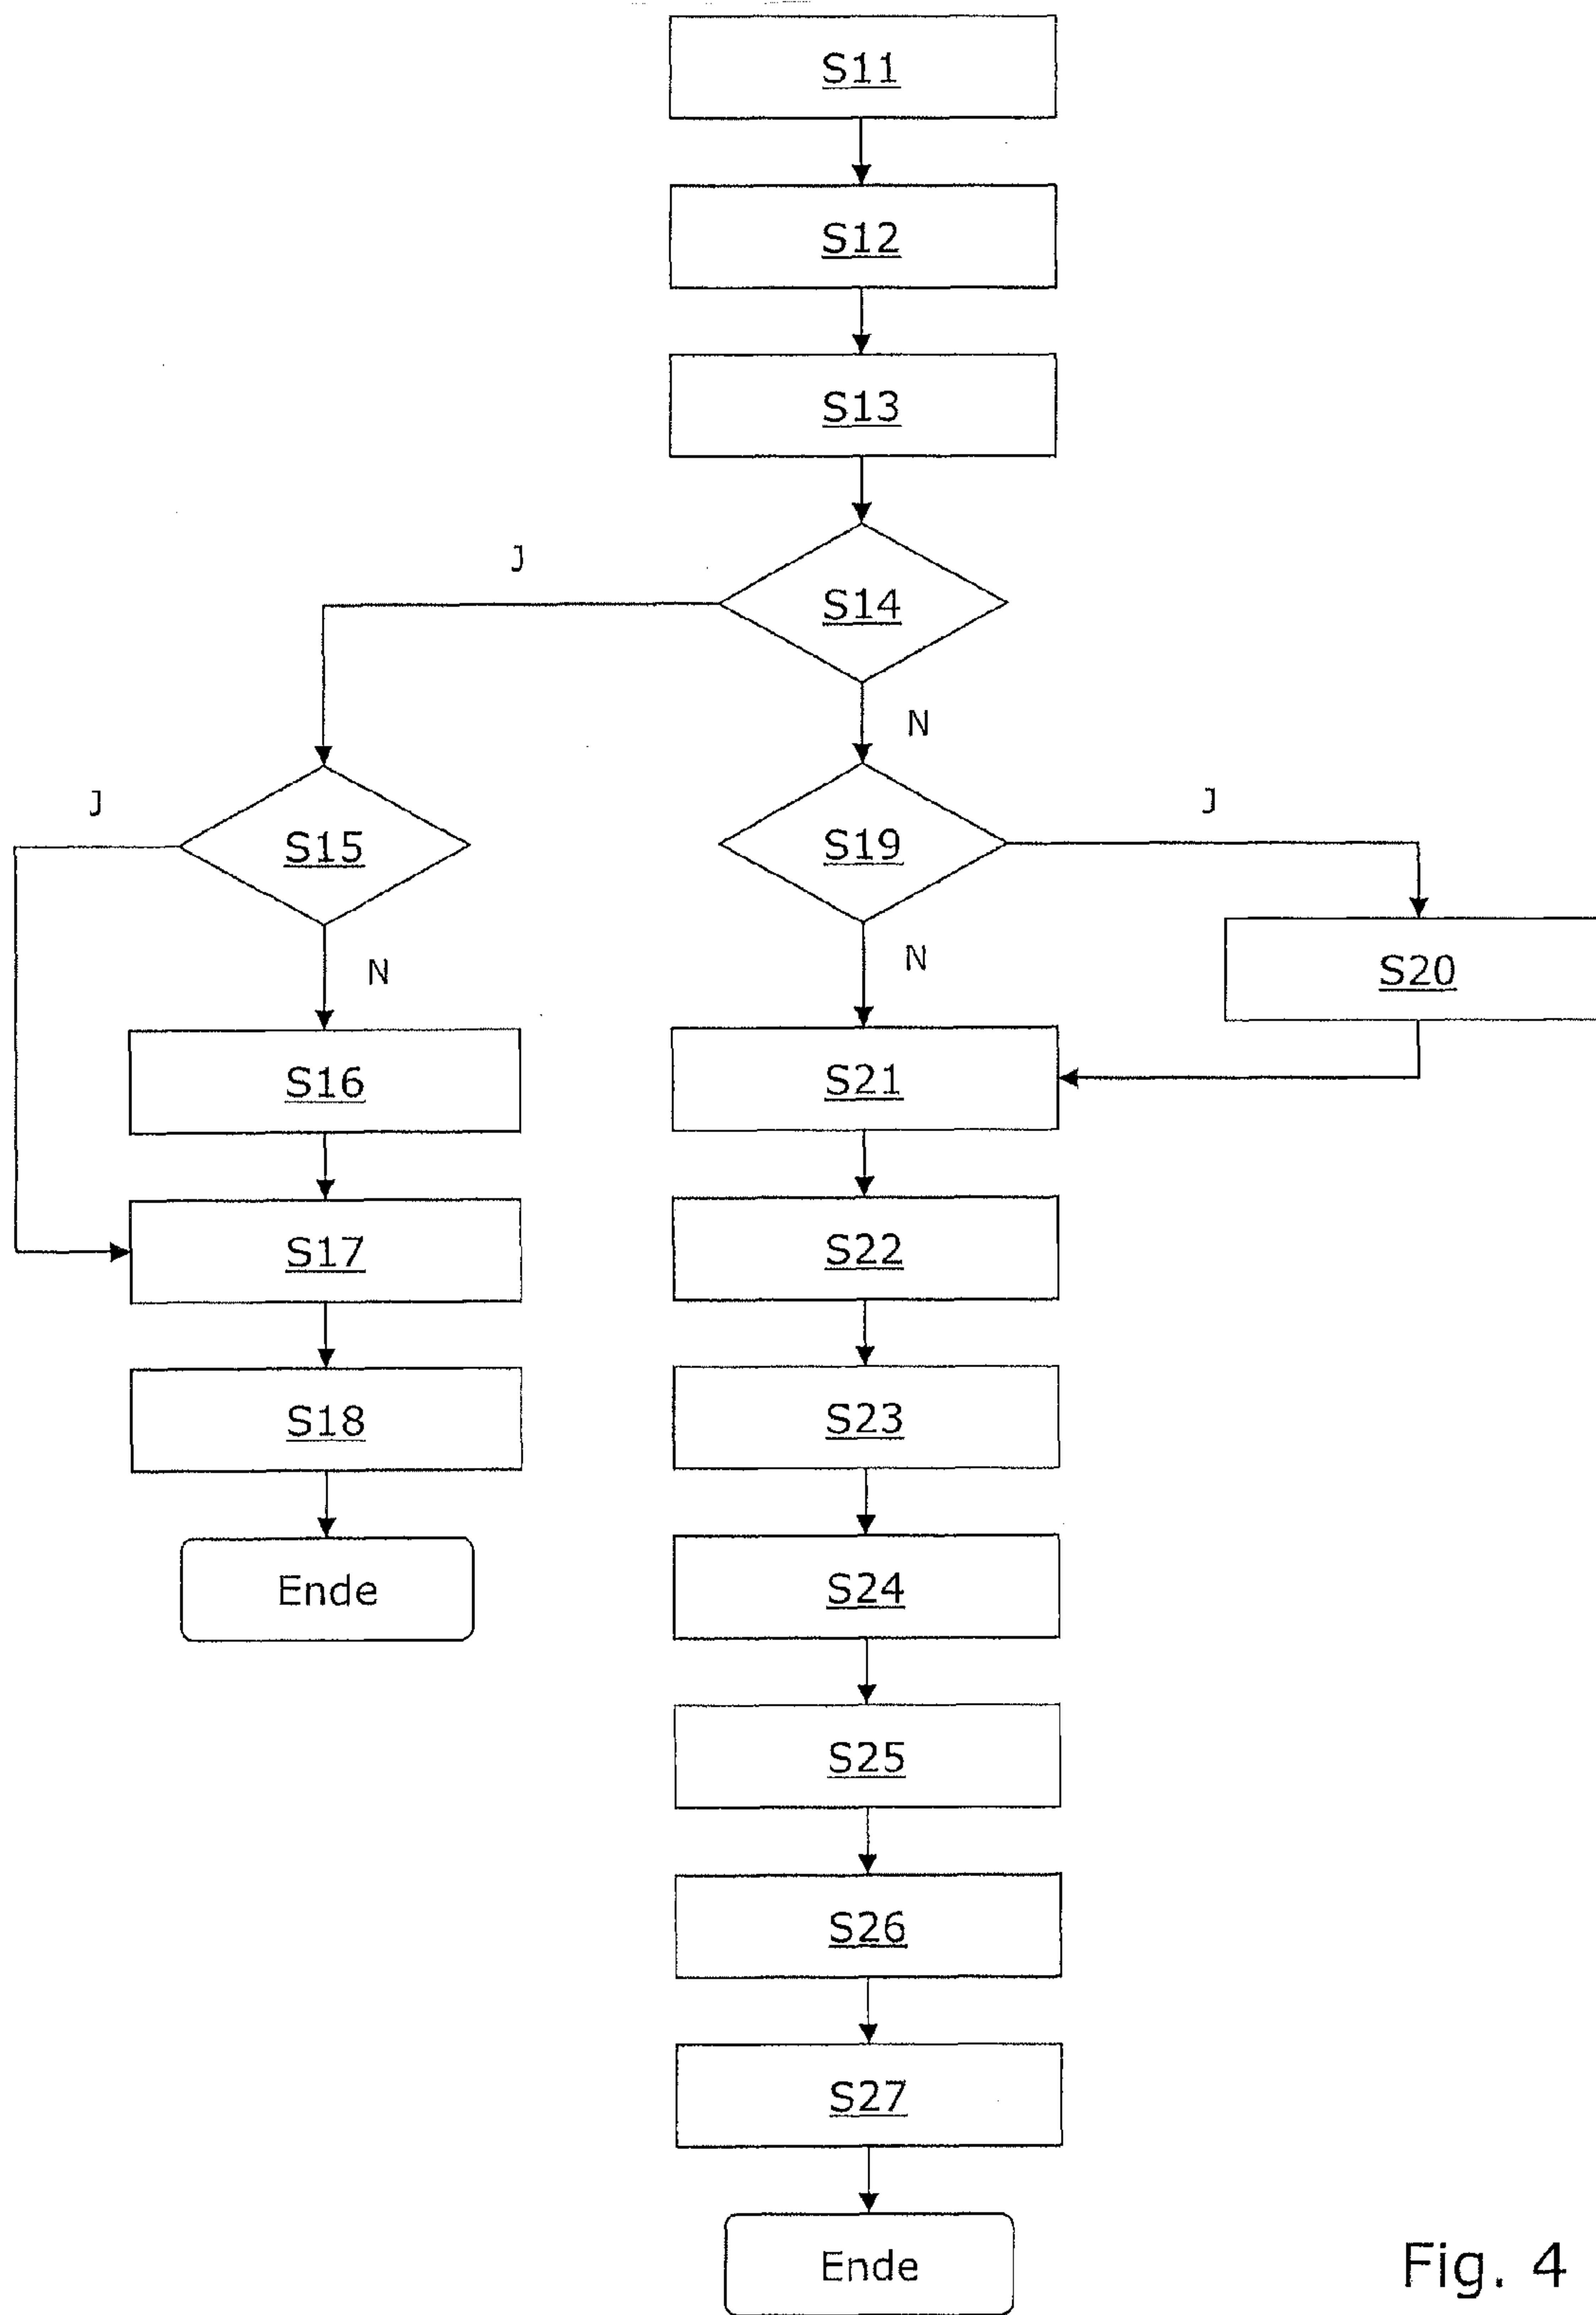 S11
S12
S13
J
S14
N
J
S15
N
S19
J
N
S20
S16
S21
S17
S22
S18
S23
Ende
S24
S25
S26
S27
Ende
Fig. 4